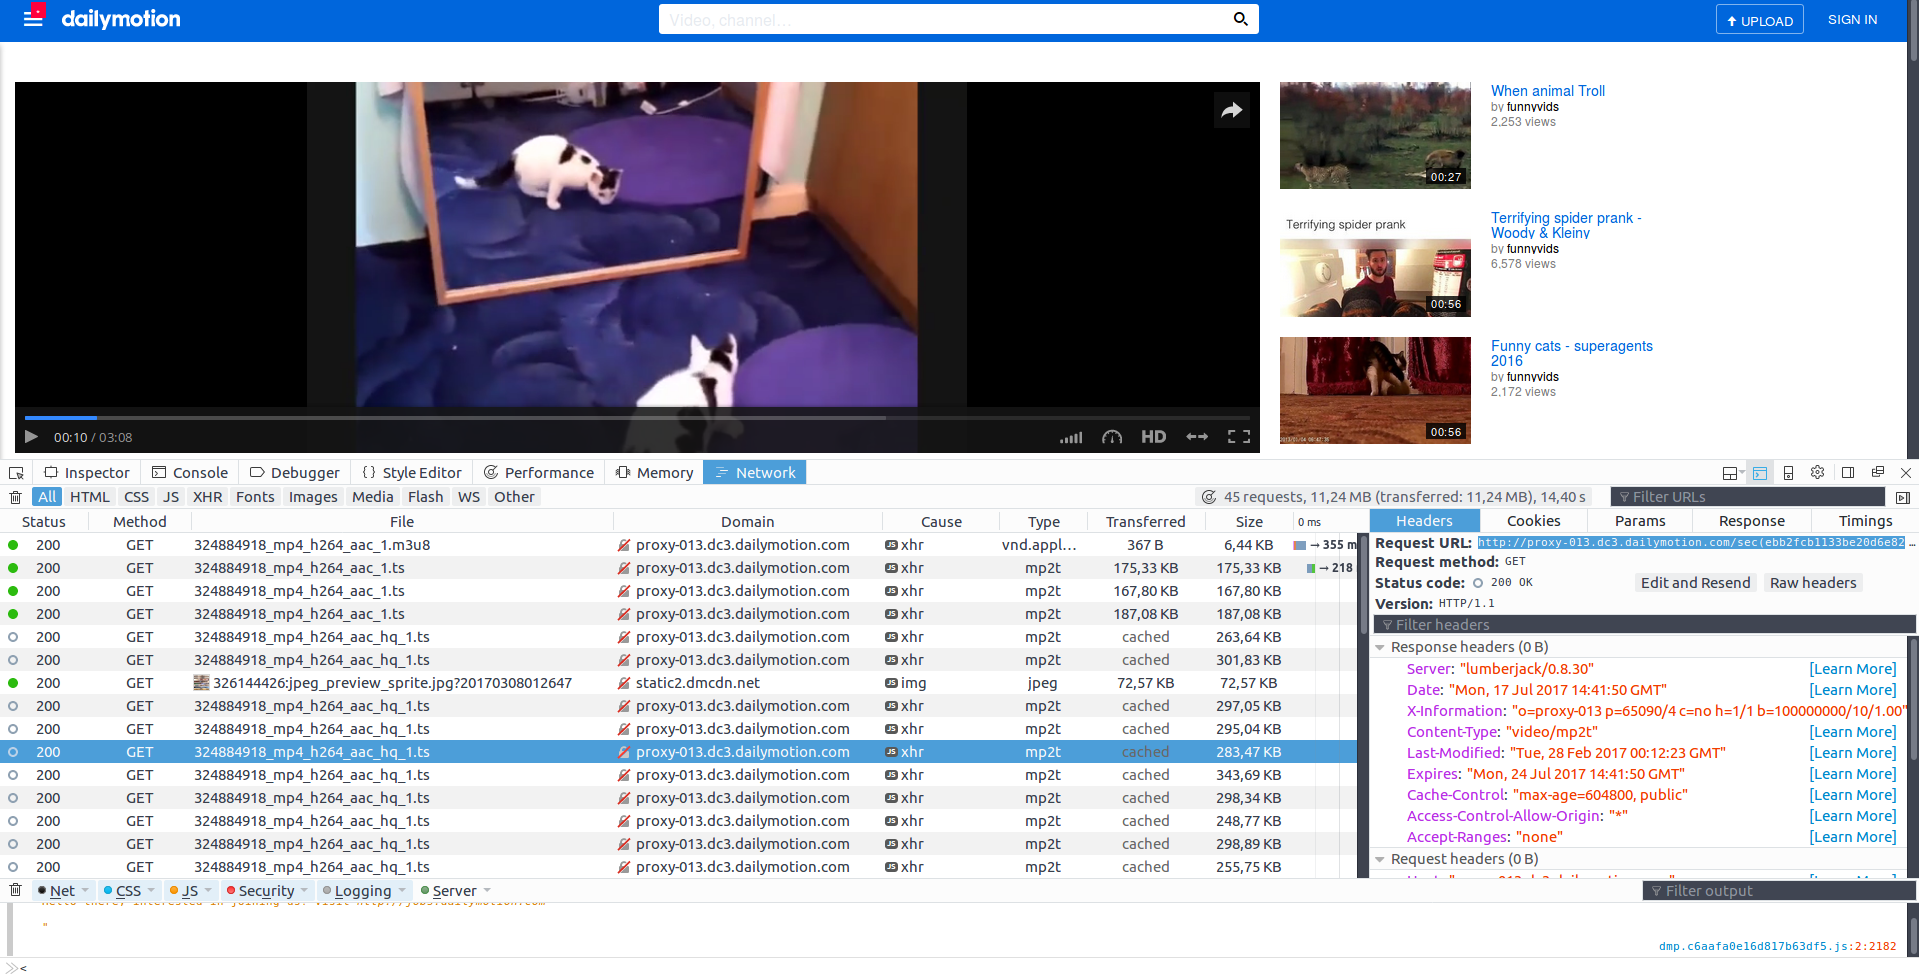 dailymotion
Video, channel...
UPLOAD
SIGN IN
When animal Troll
by funnyvids
2,253 views
00:27
Terrifying spider prank
Terrifying spider prank - Woody & Kleiny
by funnyvids
6,578 views
00:56
Funny cats - superagents 2016
by funnyvids
2,172 views
00:56
00:10 / 03:08
HD
Inspector Console Debugger Style Editor Performance Memory Network
All HTML CSS JS XHR Fonts Images Media Flash WS Other
45 requests, 11,24 MB (transferred: 11,24 MB), 14,40 s
Filter URLs
Status Method File Domain Cause Type Transferred Size 0 ms
200 GET 324884918_mp4_h264_aac_1.m3u8 proxy-013.dc3.dailymotion.com JS xhr vnd.appl... 367 B 6,44 KB → 355 m
200 GET 324884918_mp4_h264_aac_1.ts proxy-013.dc3.dailymotion.com JS xhr mp2t 175,33 KB 175,33 KB → 218
200 GET 324884918_mp4_h264_aac_1.ts proxy-013.dc3.dailymotion.com JS xhr mp2t 167,80 KB 167,80 KB
200 GET 324884918_mp4_h264_aac_1.ts proxy-013.dc3.dailymotion.com JS xhr mp2t 187,08 KB 187,08 KB
200 GET 324884918_mp4_h264_aac_hq_1.ts proxy-013.dc3.dailymotion.com JS xhr mp2t cached 263,64 KB
200 GET 324884918_mp4_h264_aac_hq_1.ts proxy-013.dc3.dailymotion.com JS xhr mp2t cached 301,83 KB
200 GET 326144426:jpeg_preview_sprite.jpg?20170308012647 static2.dmcdn.net JS img jpeg 72,57 KB 72,57 KB
200 GET 324884918_mp4_h264_aac_hq_1.ts proxy-013.dc3.dailymotion.com JS xhr mp2t cached 297,05 KB
200 GET 324884918_mp4_h264_aac_hq_1.ts proxy-013.dc3.dailymotion.com JS xhr mp2t cached 295,04 KB
200 GET 324884918_mp4_h264_aac_hq_1.ts proxy-013.dc3.dailymotion.com JS xhr mp2t cached 283,47 KB
200 GET 324884918_mp4_h264_aac_hq_1.ts proxy-013.dc3.dailymotion.com JS xhr mp2t cached 343,69 KB
200 GET 324884918_mp4_h264_aac_hq_1.ts proxy-013.dc3.dailymotion.com JS xhr mp2t cached 298,34 KB
200 GET 324884918_mp4_h264_aac_hq_1.ts proxy-013.dc3.dailymotion.com JS xhr mp2t cached 248,77 KB
200 GET 324884918_mp4_h264_aac_hq_1.ts proxy-013.dc3.dailymotion.com JS xhr mp2t cached 298,89 KB
200 GET 324884918_mp4_h264_aac_hq_1.ts proxy-013.dc3.dailymotion.com JS xhr mp2t cached 255,75 KB
Headers Cookies Params Response Timings
Request URL: http://proxy-013.dc3.dailymotion.com/sec(ebb2fcb1133be20d6e82 ...
Request method: GET
Status code: 200 OK Edit and Resend Raw headers
Version: HTTP/1.1
Filter headers
Response headers (0 B)
Server: "lumberjack/0.8.30" [Learn More]
Date: "Mon, 17 Jul 2017 14:41:50 GMT" [Learn More]
X-Information: "o=proxy-013 p=65090/4 c=no h=1/1 b=100000000/10/1.00"
Content-Type: "video/mp2t" [Learn More]
Last-Modified: "Tue, 28 Feb 2017 00:12:23 GMT" [Learn More]
Expires: "Mon, 24 Jul 2017 14:41:50 GMT" [Learn More]
Cache-Control: "max-age=604800, public" [Learn More]
Access-Control-Allow-Origin: "*" [Learn More]
Accept-Ranges: "none" [Learn More]
Request headers (0 B)
Net CSS JS Security Logging Server
Filter output
"
dmp.c6aafa0e16d817b63df5.js:2:2182
<